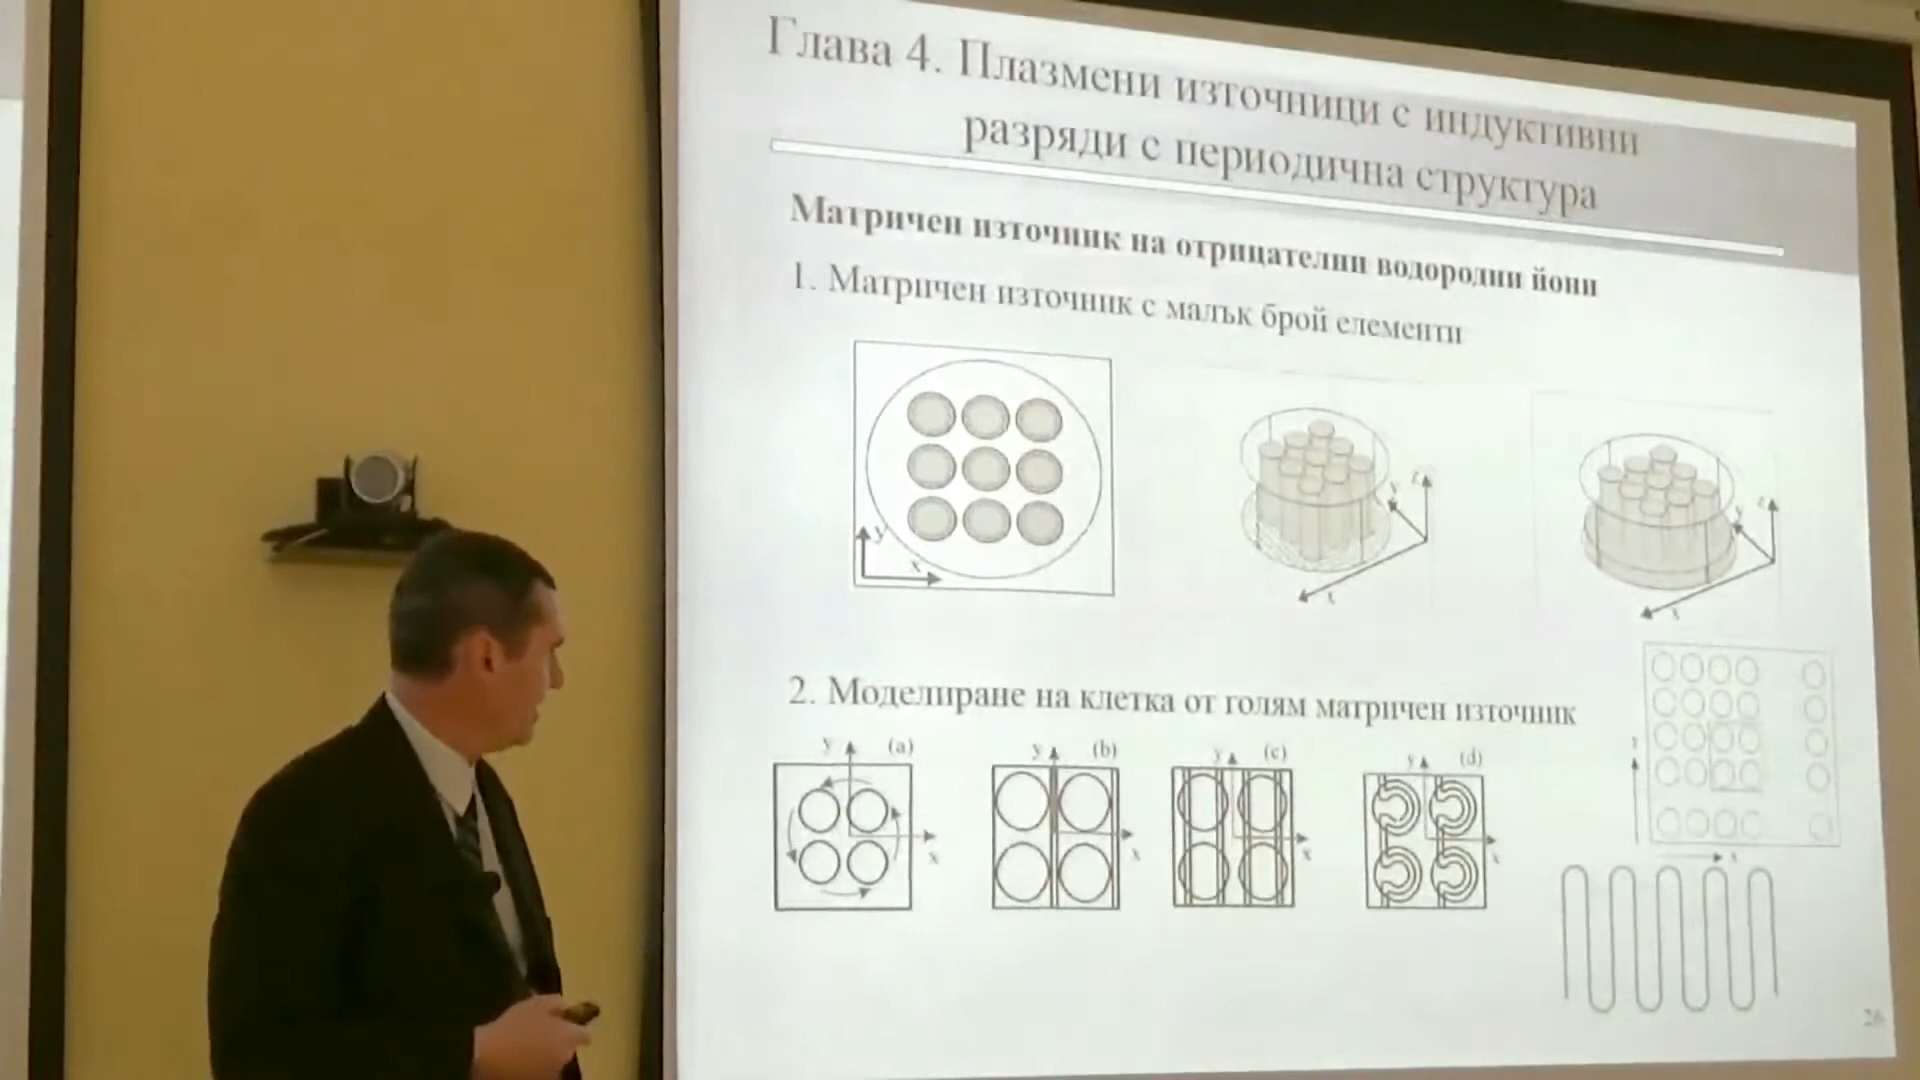 Глава 4. Плазмени източници с индуктивни
разряди с периодична структура
Матричен източник на отрицателни водородни йони
1. Матричен източник с малък брой елементи
y
x
z
y
x
z
y
x
2. Моделиране на клетка от голям матричен източник
y (a)
x
y (b)
x
y (c)
x
y (d)
x
x
26